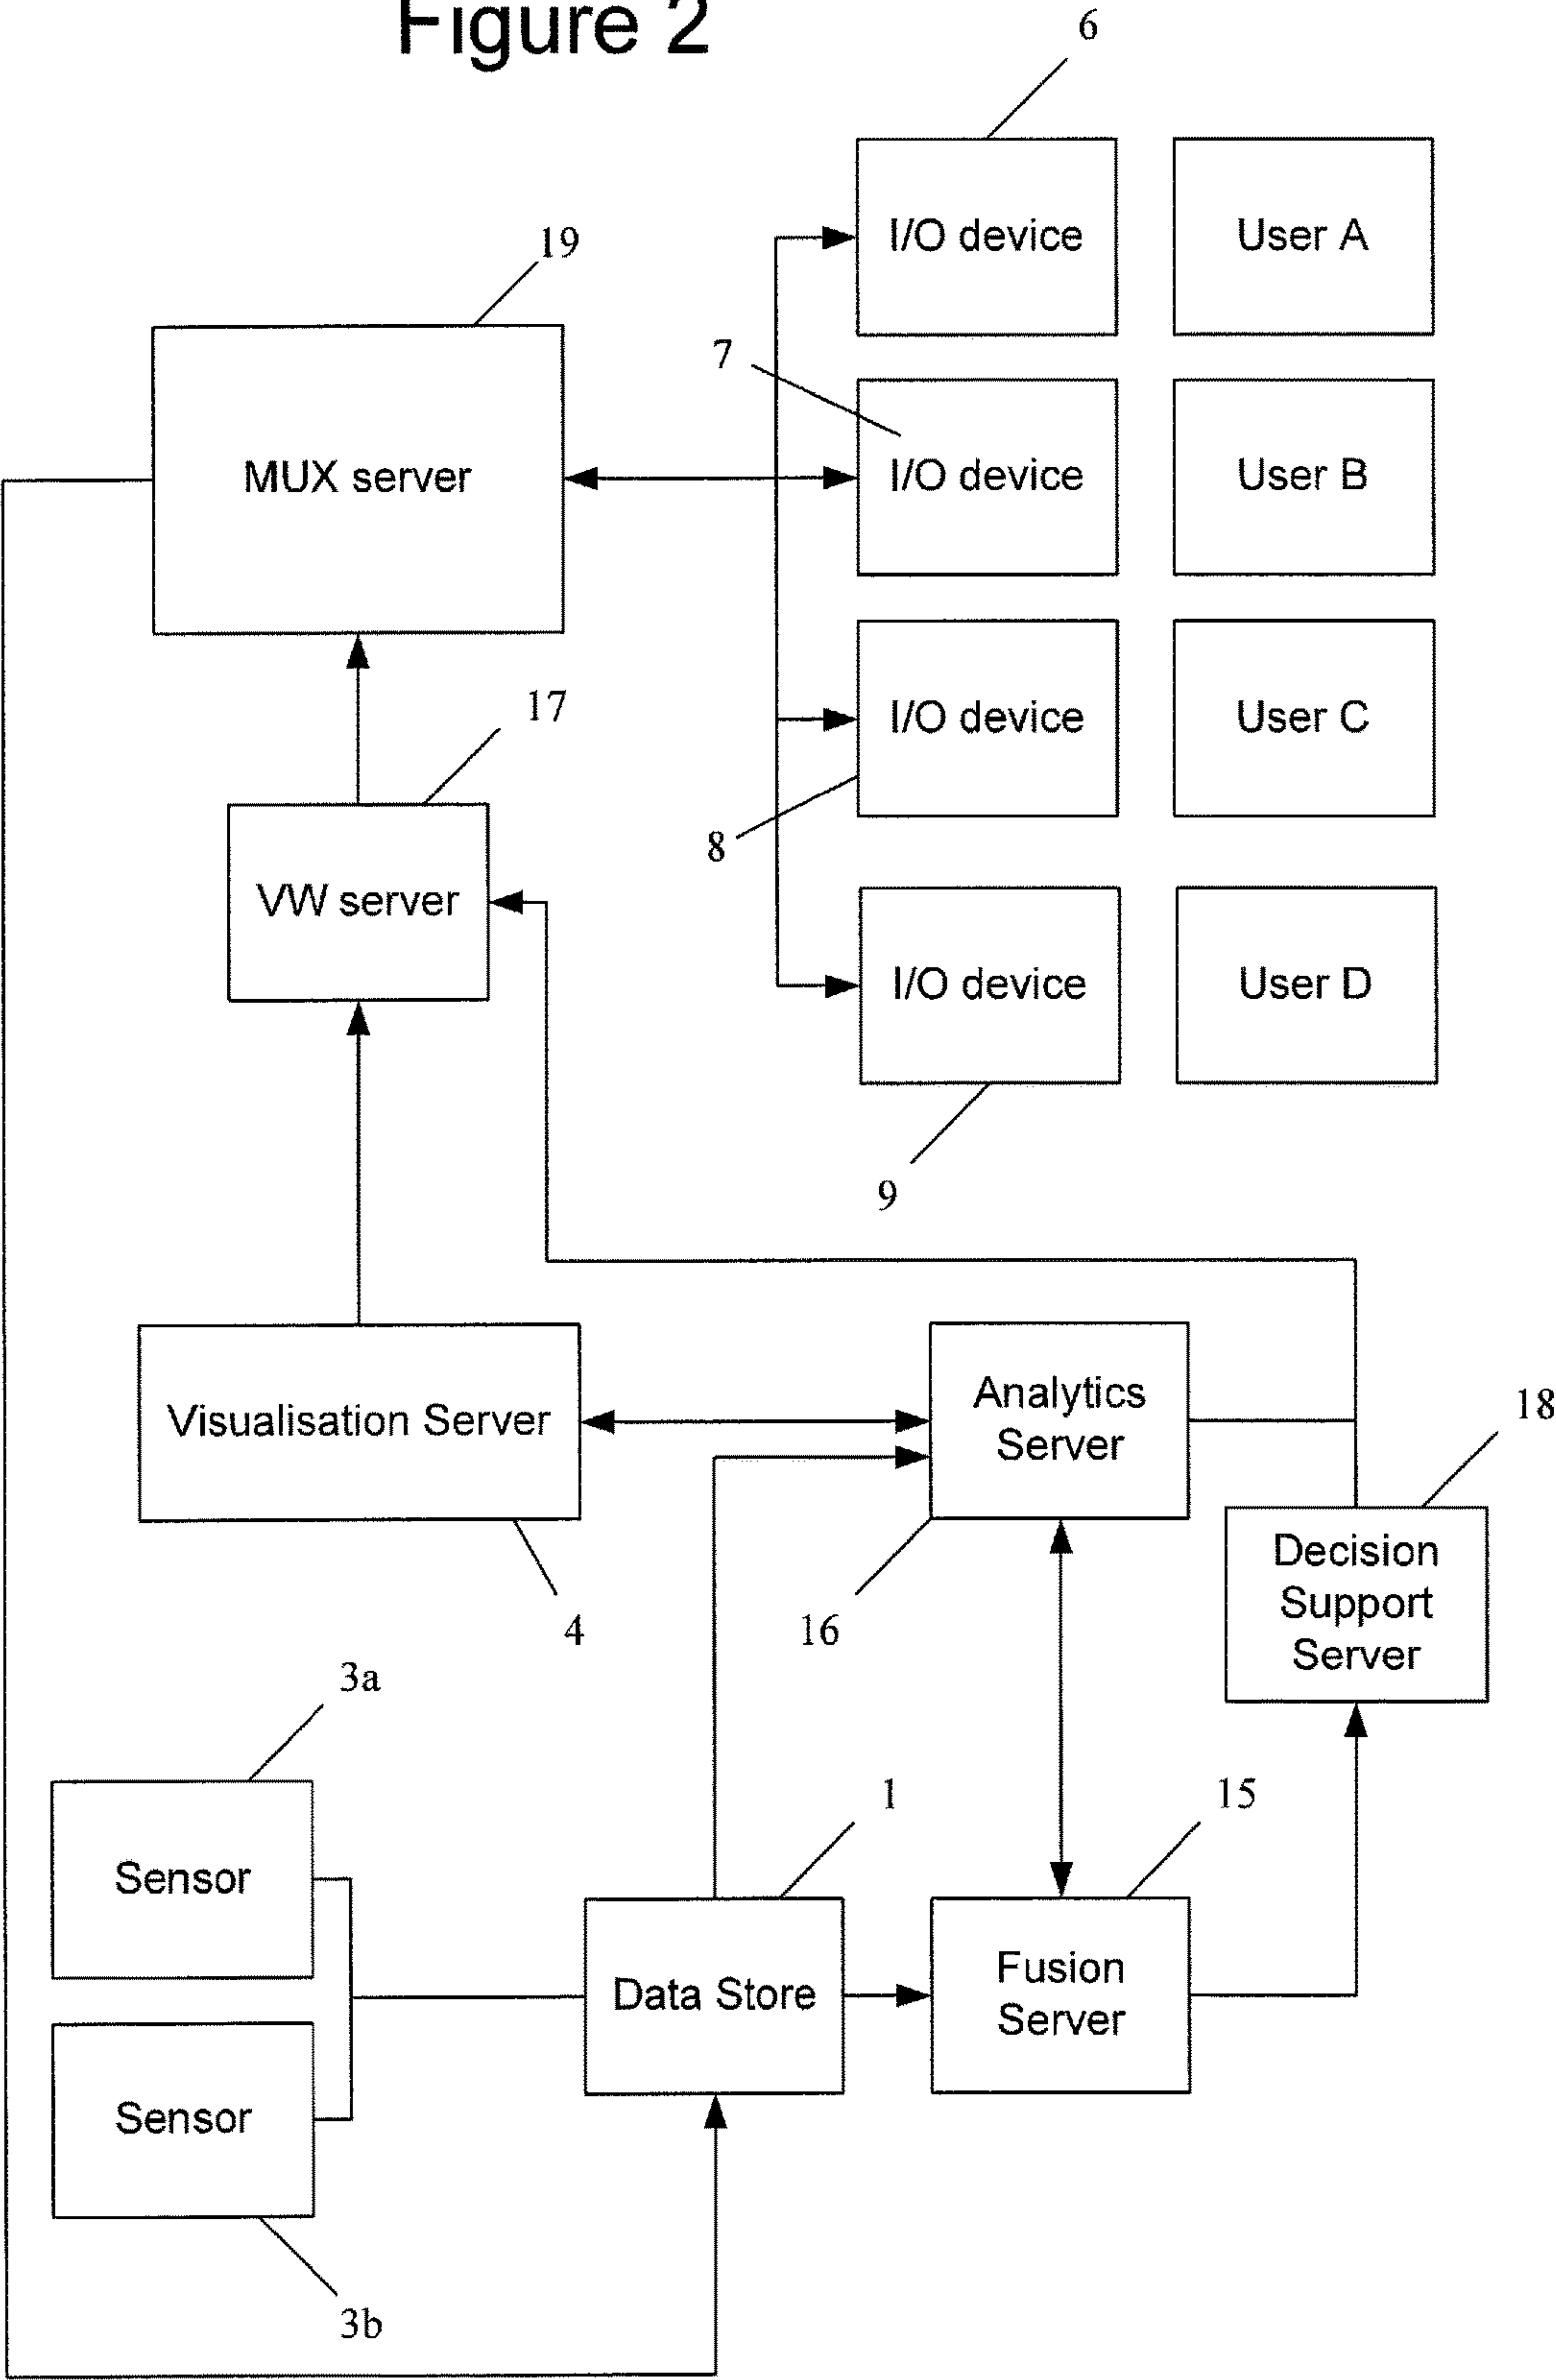 Figure 2
6
I/O device
User A
19
7
MUX server
I/O device
User B
17
I/O device
User C
8
VW server
I/O device
User D
9
Visualisation Server
Analytics
Server
18
4
16
Decision
Support
Server
3a
1
15
Sensor
Data Store
Fusion
Server
Sensor
3b